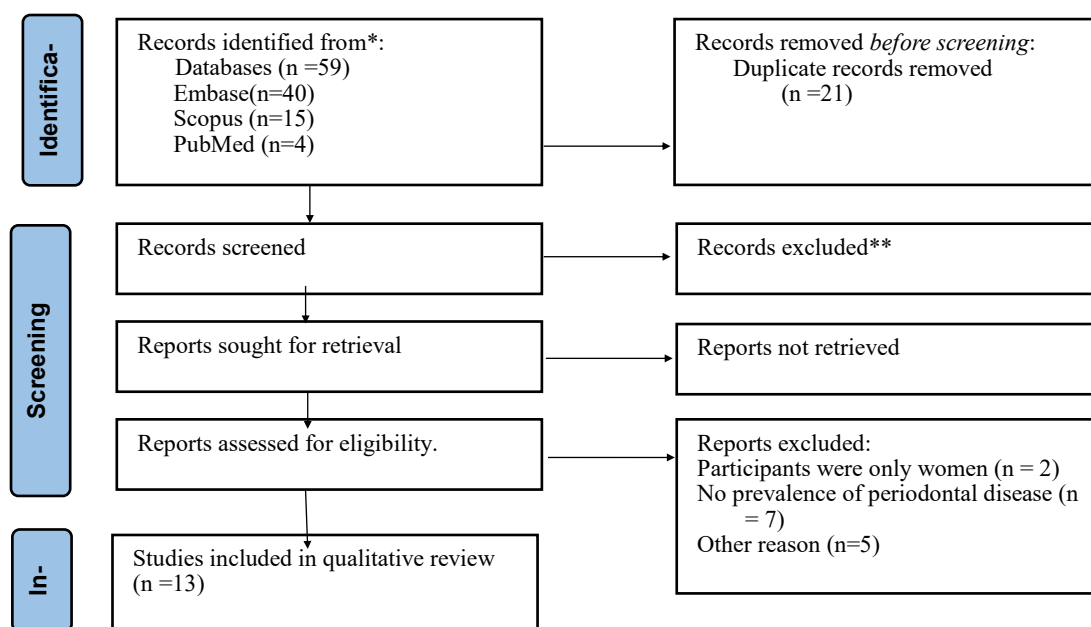 Identifica-
Records identified from*:
Databases (n =59)
Embase(n=40)
Scopus (n=15)
PubMed (n=4)
Records removed before screening:
Duplicate records removed
(n =21)
Screening
Records screened
Records excluded**
Reports sought for retrieval
Reports not retrieved
Reports assessed for eligibility.
Reports excluded:
Participants were only women (n = 2)
No prevalence of periodontal disease (n
= 7)
Other reason (n=5)
In-
Studies included in qualitative review
(n =13)